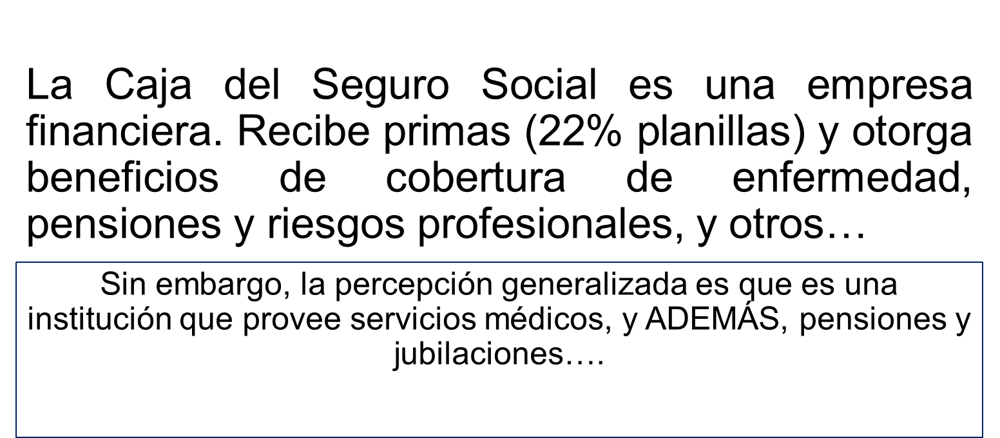 La Caja del Seguro Social es una empresa
financiera. Recibe primas (22% planillas) y otorga
beneficios de cobertura de enfermedad,
pensiones y riesgos profesionales, y otros…
Sin embargo, la percepción generalizada es que es una
institución que provee servicios médicos, y ADEMÁS, pensiones y
jubilaciones….